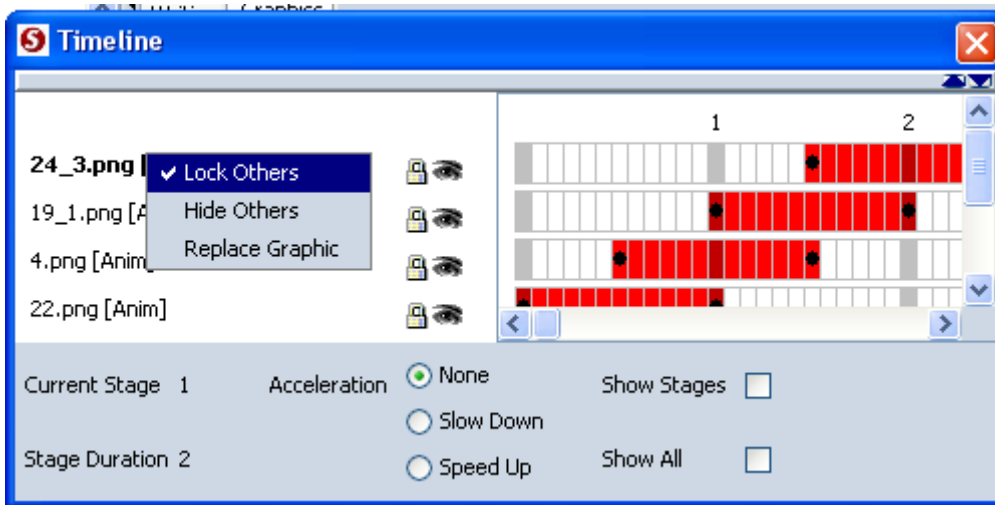 Graphics
Timeline
1 2
24_3.png [
Lock Others
19_1.png [A
Hide Others
4.png [Anim]
Replace Graphic
22.png [Anim]
Current Stage 1 Acceleration None Show Stages
Slow Down
Stage Duration 2 Speed Up Show All